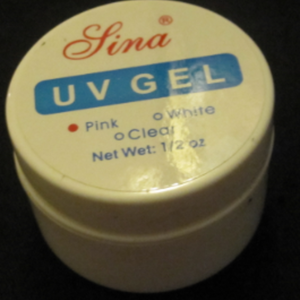 Sina®
UV GEL
Pink White
Clear
Net Wet: 1/2 oz